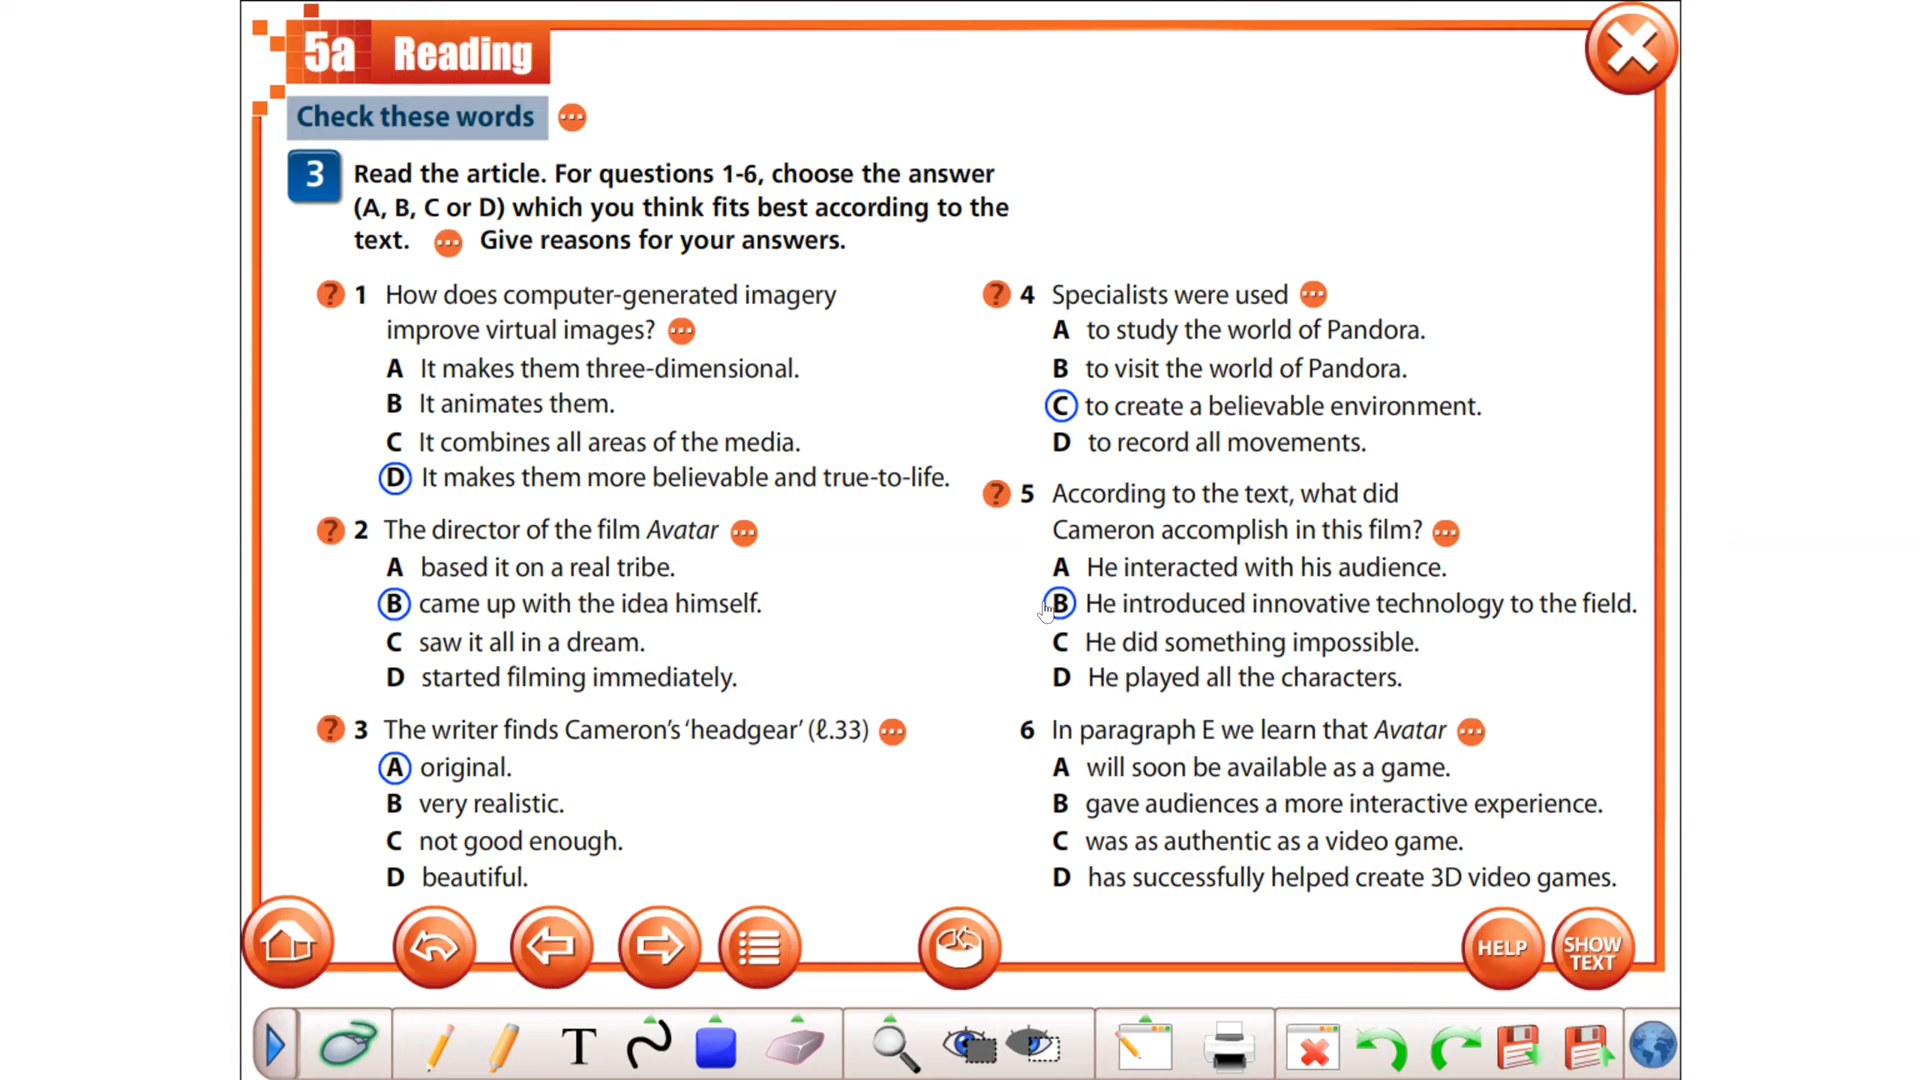 5a Reading
Check these words
3 Read the article. For questions 1-6, choose the answer
(A, B, C or D) which you think fits best according to the
text. Give reasons for your answers.
? 1 How does computer-generated imagery
improve virtual images?
A It makes them three-dimensional.
B It animates them.
C It combines all areas of the media.
D It makes them more believable and true-to-life.
? 2 The director of the film Avatar
A based it on a real tribe.
B came up with the idea himself.
C saw it all in a dream.
D started filming immediately.
? 3 The writer finds Cameron's 'headgear' (ℓ.33)
A original.
B very realistic.
C not good enough.
D beautiful.
? 4 Specialists were used
A to study the world of Pandora.
B to visit the world of Pandora.
C to create a believable environment.
D to record all movements.
? 5 According to the text, what did
Cameron accomplish in this film?
A He interacted with his audience.
B He introduced innovative technology to the field.
C He did something impossible.
D He played all the characters.
6 In paragraph E we learn that Avatar
A will soon be available as a game.
B gave audiences a more interactive experience.
C was as authentic as a video game.
D has successfully helped create 3D video games.
HELP
SHOW
TEXT
T